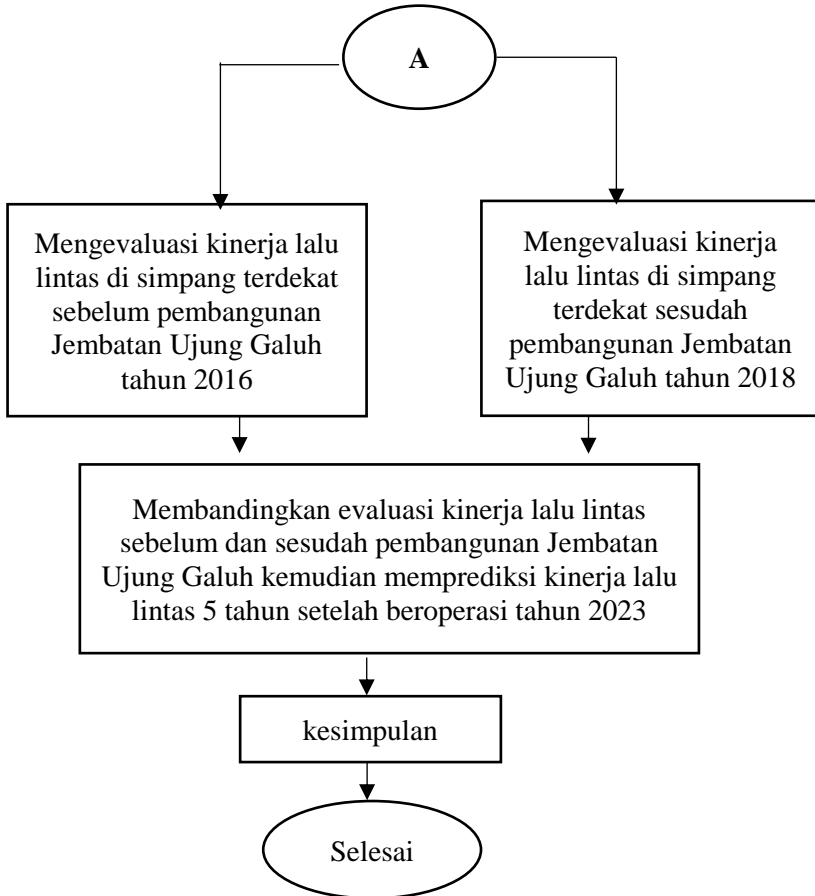 A
Mengevaluasi kinerja lalu
lintas di simpang terdekat
sebelum pembangunan
Jembatan Ujung Galuh
tahun 2016
Mengevaluasi kinerja
lalu lintas di simpang
terdekat sesudah
pembangunan Jembatan
Ujung Galuh tahun 2018
Membandingkan evaluasi kinerja lalu lintas
sebelum dan sesudah pembangunan Jembatan
Ujung Galuh kemudian memprediksi kinerja lalu
lintas 5 tahun setelah beroperasi tahun 2023
kesimpulan
Selesai